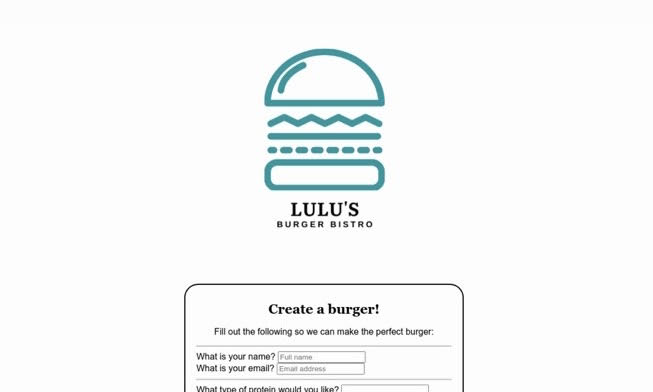 LULU'S
BURGER BISTRO
Create a burger!
Fill out the following so we can make the perfect burger:
What is your name? Full name
What is your email? Email address
What type of protein would you like?